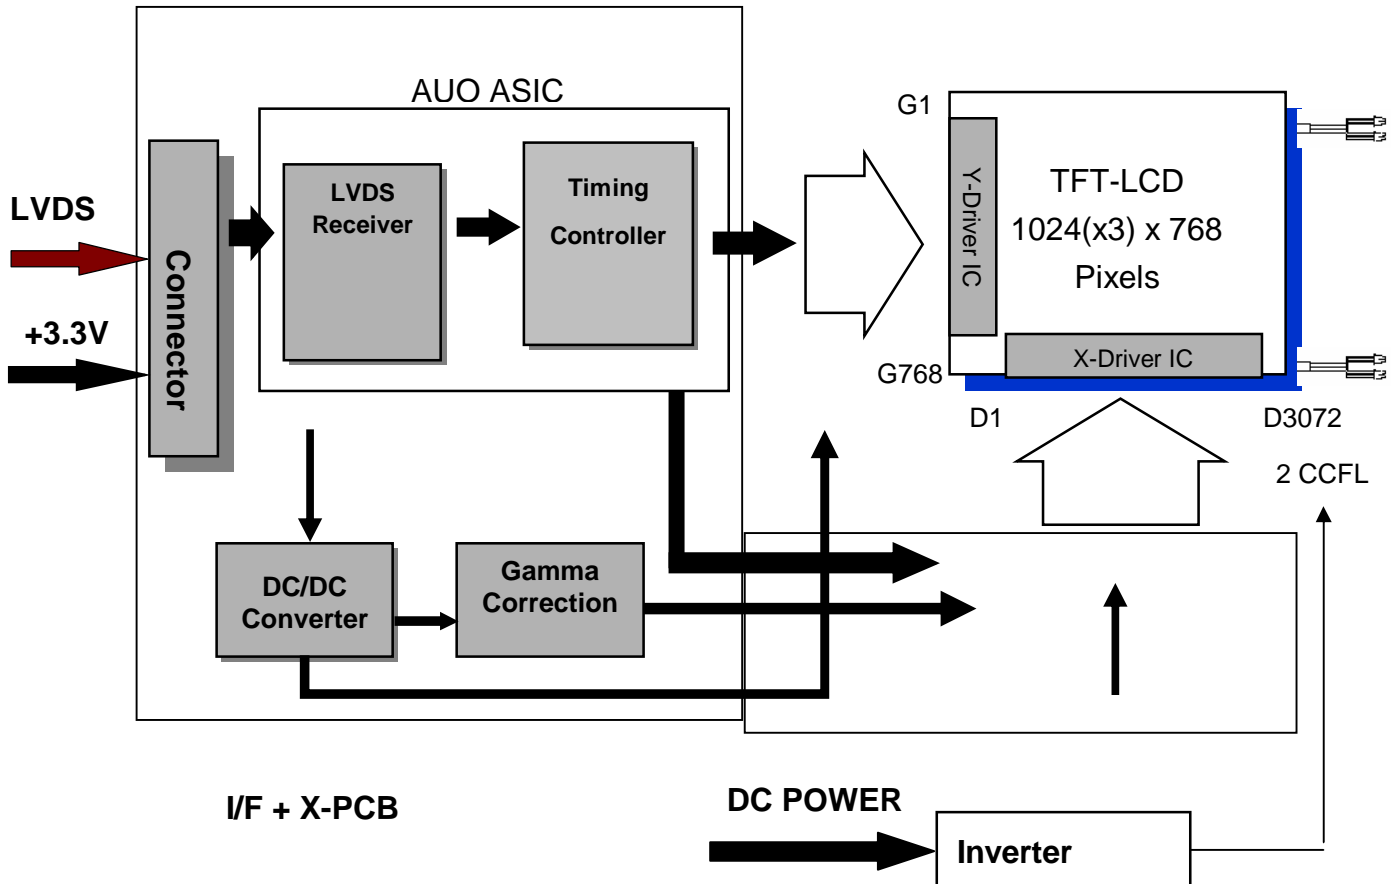 AUO ASIC
LVDS
+3.3V
Connector
LVDS
Receiver
Timing
Controller
G1
Y-Driver IC
TFT-LCD
1024(x3) x 768
Pixels
X-Driver IC
G768
D1
D3072
2 CCFL
DC/DC
Converter
Gamma
Correction
I/F + X-PCB
DC POWER
Inverter